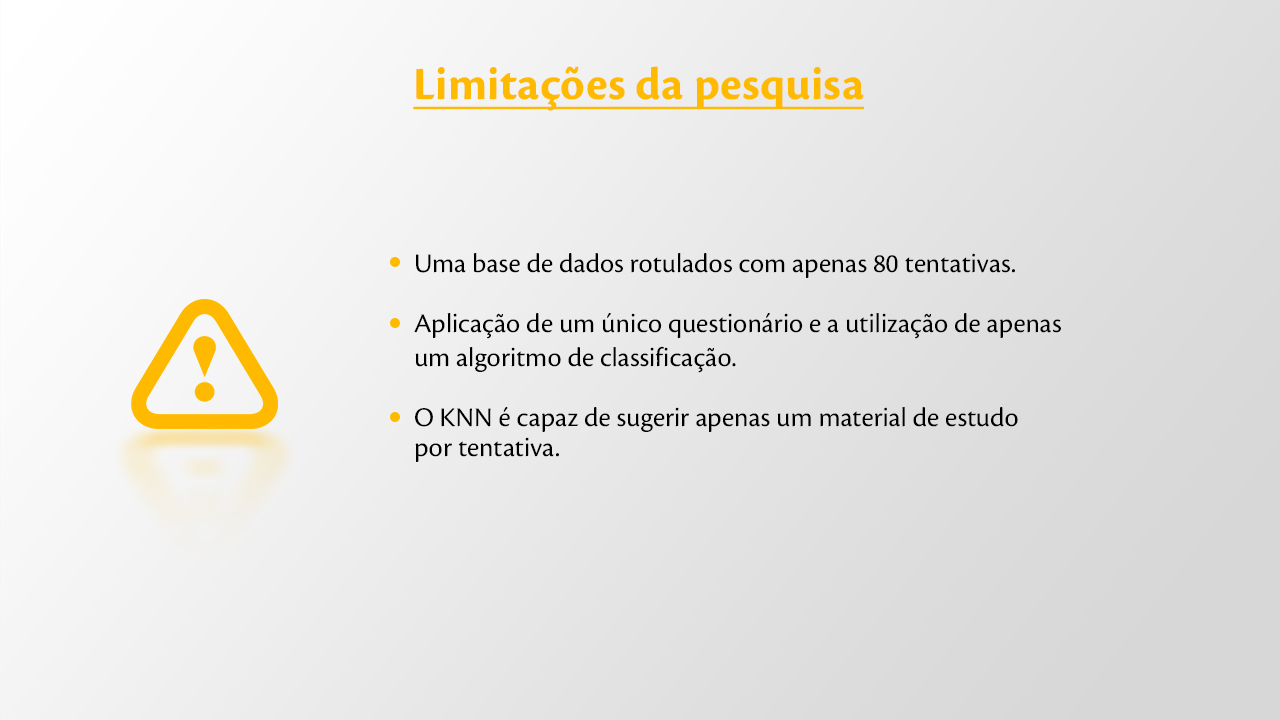 Limitações da pesquisa
• Uma base de dados rotulados com apenas 80 tentativas.
• Aplicação de um único questionário e a utilização de apenas
um algoritmo de classificação.
• O KNN é capaz de sugerir apenas um material de estudo
por tentativa.